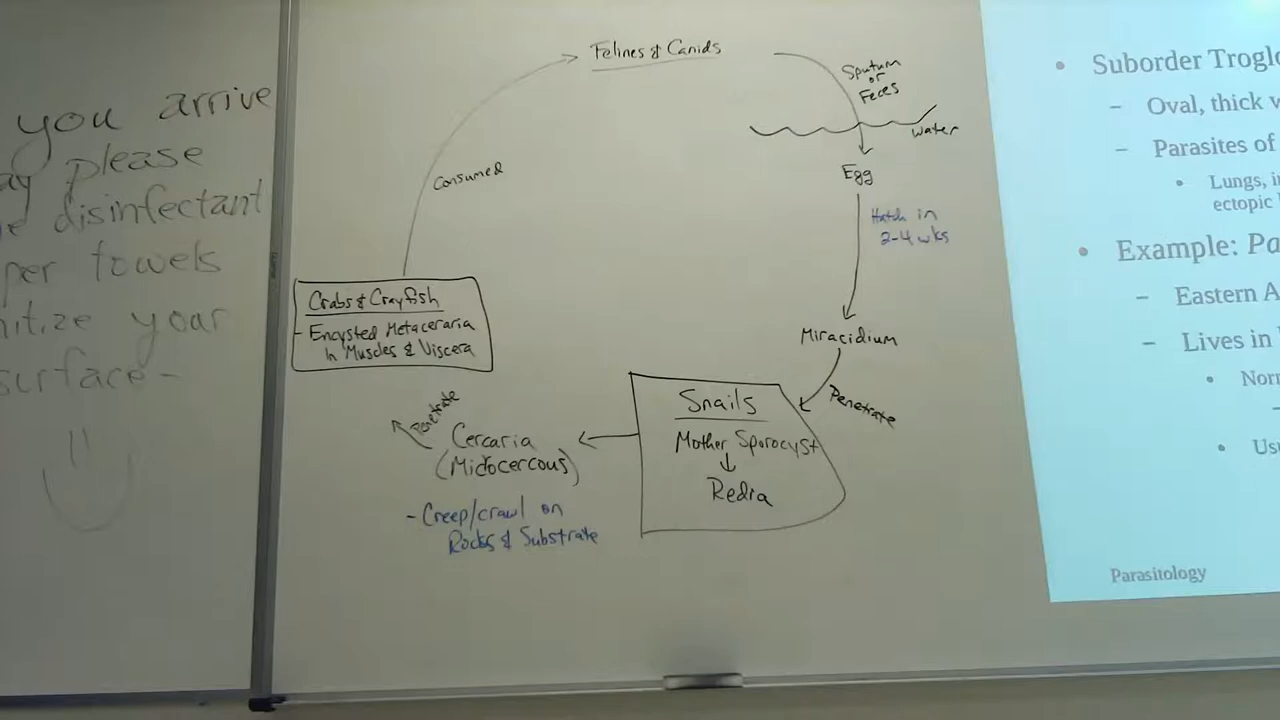 you arrive
please
disinfectant
towels
your
surface -
Felines & Canids
Sputum
or
Feces
water
Egg
Hatch in
2-4 wks
Miracidium
Penetrate
Snails
Mother Sporocyst
↓
Redia
Cercaria
(Microcercous)
- Creep/crawl on
Rocks & Substrate
Penetrate
Crabs & Crayfish
- Encysted Metaceraria
in Muscles & Viscera
Consumed
• Suborder Troglo
– Oval, thick
– Parasites of
• Lungs,
ectopic
• Example: Pa
– Eastern A
– Lives in
• Norm
–
• Usu
Parasitology